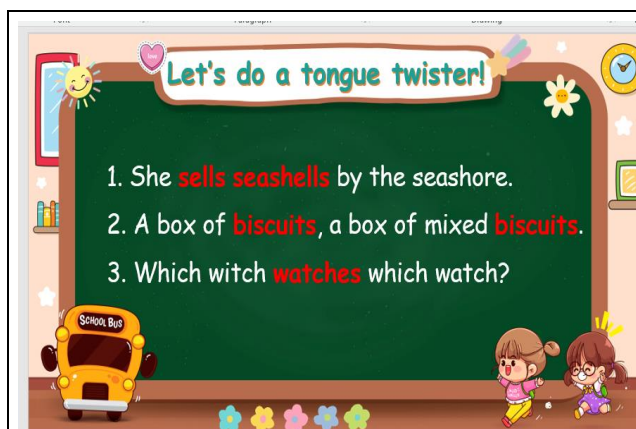 Let's do a tongue twister!
1. She sells seashells by the seashore.
2. A box of biscuits, a box of mixed biscuits.
3. Which witch watches which watch?
SCHOOL BUS